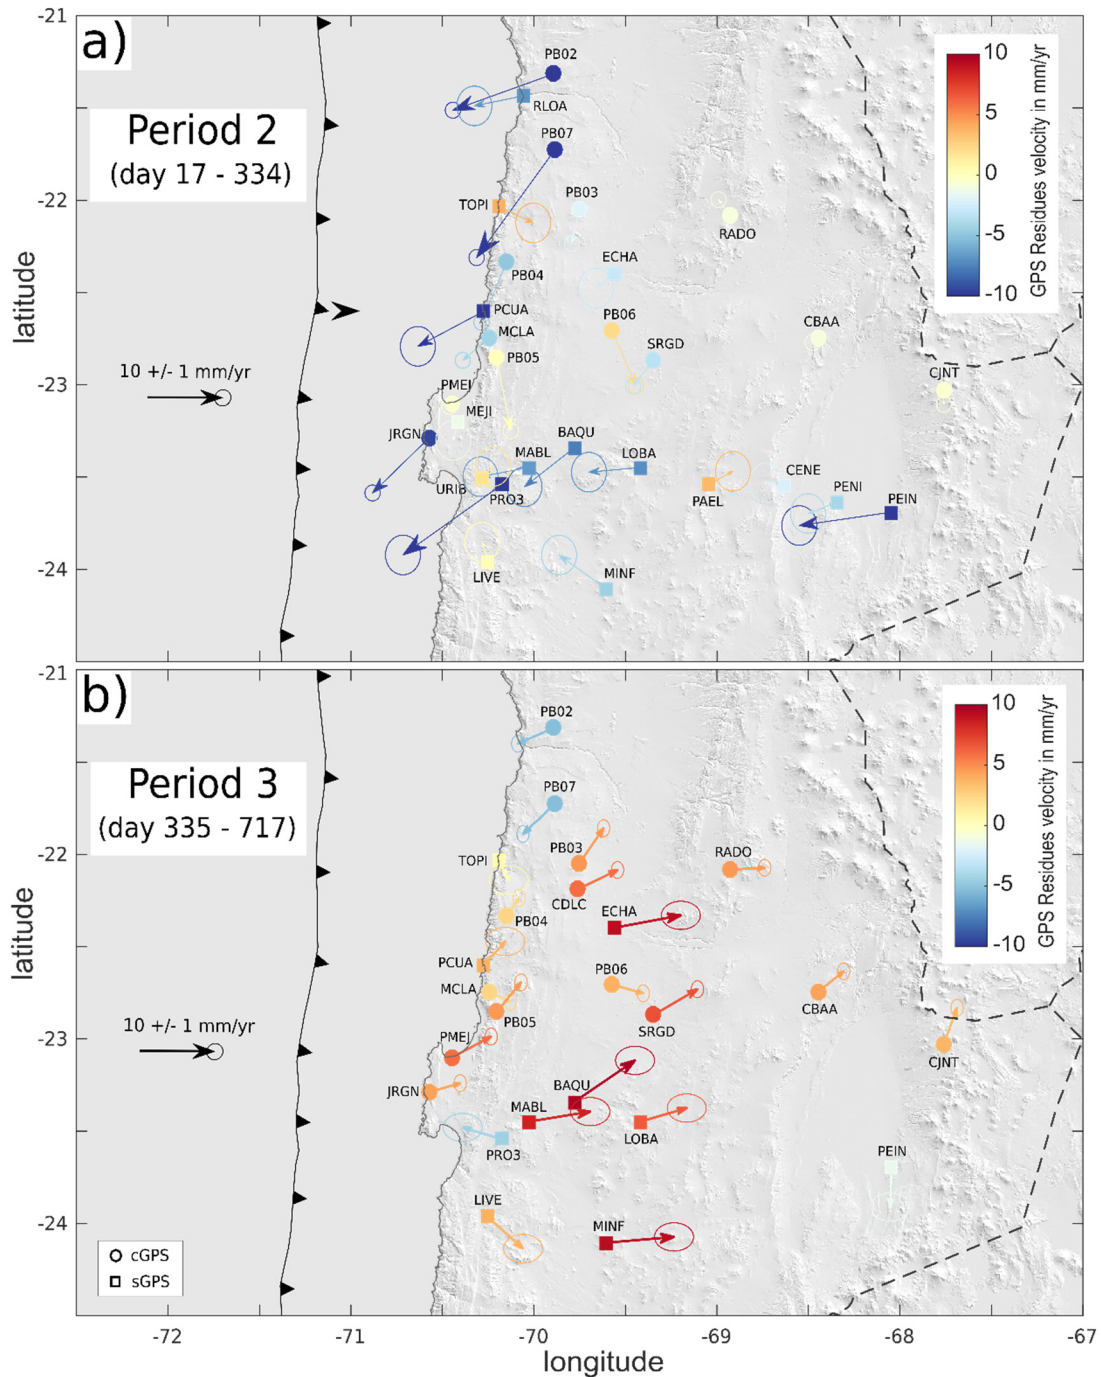 -21
a)
PB02
10
RLOA
Period 2
(day 17 - 334)
PB07
5
0
-5
-10
GPS Residues velocity in mm/yr
-22
TOPI
PB03
RADO
PB04
ECHA
latitude
PCUA
PB06
MCLA
SRGD
CBAA
PB05
10 +/- 1 mm/yr
-23
PMEJ
CJNT
MEJI
JRGN
BAQU
MABL
LOBA
CENE
URIB
PRO3
PAEL
PENI
PEIN
-24
LIVE
MINF
-21
b)
PB02
10
Period 3
(day 335 - 717)
PB07
5
0
-5
-10
GPS Residues velocity in mm/yr
-22
TOPI
PB03
RADO
CDLC
PB04
ECHA
latitude
PCUA
PB06
MCLA
CBAA
PB05
SRGD
10 +/- 1 mm/yr
-23
PMEJ
CJNT
JRGN
BAQU
MABL
LOBA
PRO3
PEIN
LIVE
-24
MINF
cGPS
sGPS
-72
-71
-70
-69
-68
-67
longitude